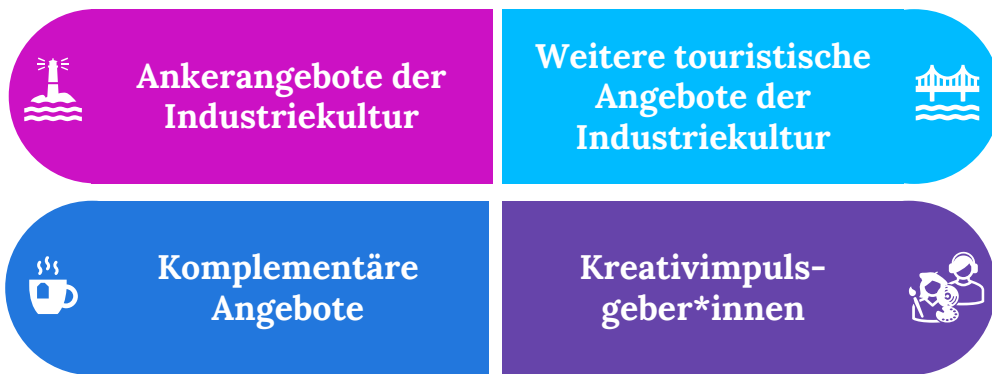 Ankerangebote der
Industriekultur
Weitere touristische
Angebote der
Industriekultur
Komplementäre
Angebote
Kreativimpuls-
geber*innen